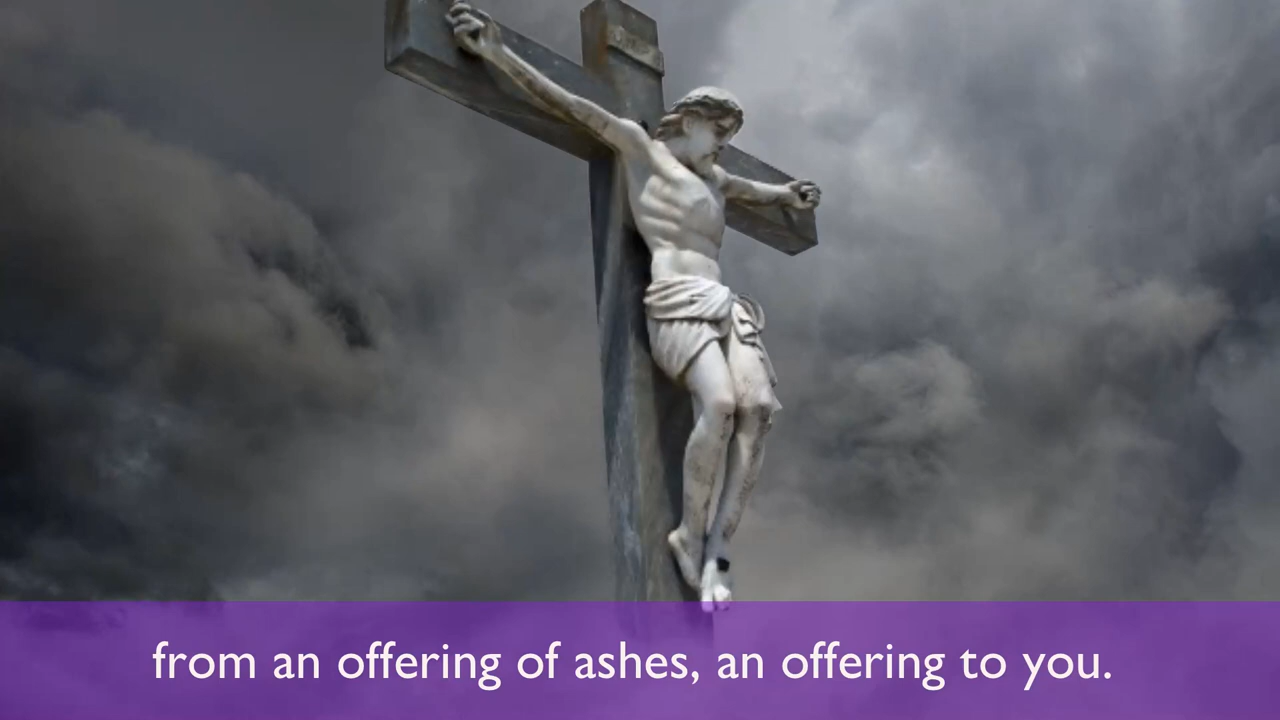 from an offering of ashes, an offering to you.